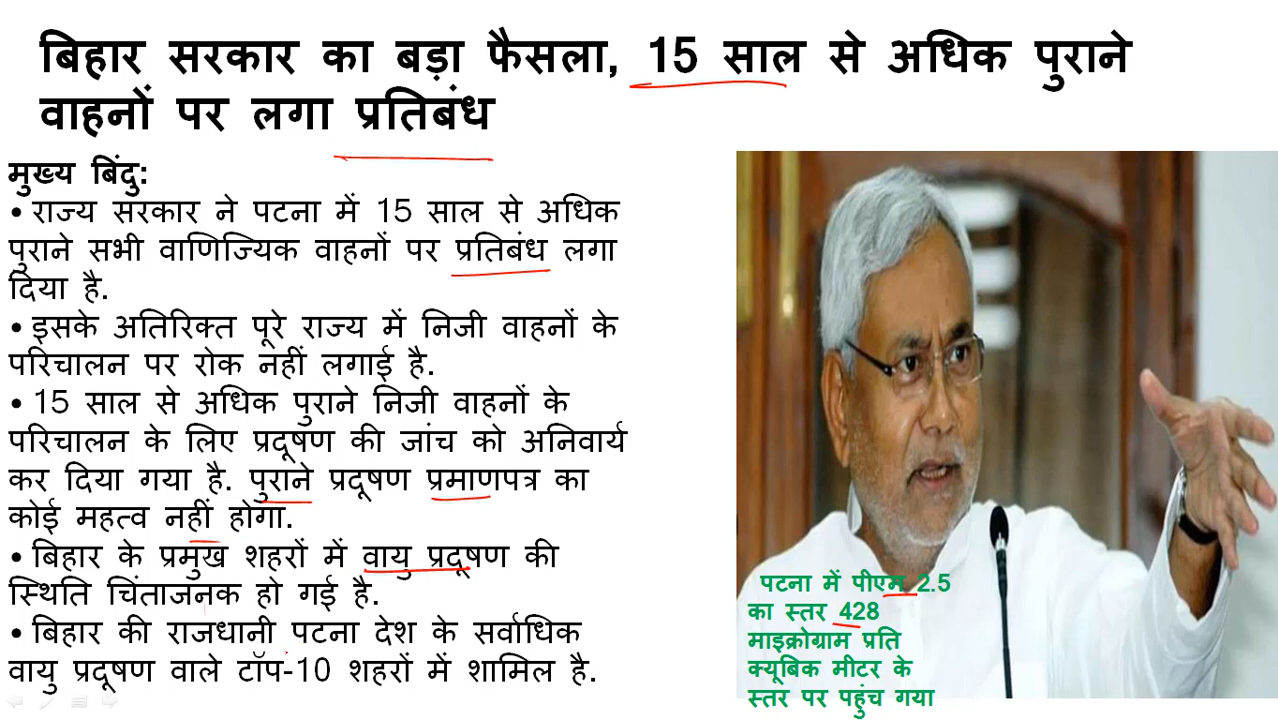 बिहार सरकार का बड़ा फैसला, 15 साल से अधिक पुराने
वाहनों पर लगा प्रतिबंध
मुख्य बिंदु:
• राज्य सरकार ने पटना में 15 साल से अधिक
पुराने सभी वाणिज्यिक वाहनों पर प्रतिबंध लगा
दिया है.
• इसके अतिरिक्त पूरे राज्य में निजी वाहनों के
परिचालन पर रोक नहीं लगाई है.
• 15 साल से अधिक पुराने निजी वाहनों के
परिचालन के लिए प्रदूषण की जांच को अनिवार्य
कर दिया गया है. पुराने प्रदूषण प्रमाणपत्र का
कोई महत्व नहीं होगा.
• बिहार के प्रमुख शहरों में वायु प्रदूषण की
स्थिति चिंताजनक हो गई है.
• बिहार की राजधानी पटना देश के सर्वाधिक
वायु प्रदूषण वाले टॉप-10 शहरों में शामिल है.
पटना में पीएम 2.5
का स्तर 428
माइक्रोग्राम प्रति
क्यूबिक मीटर के
स्तर पर पहुंच गया